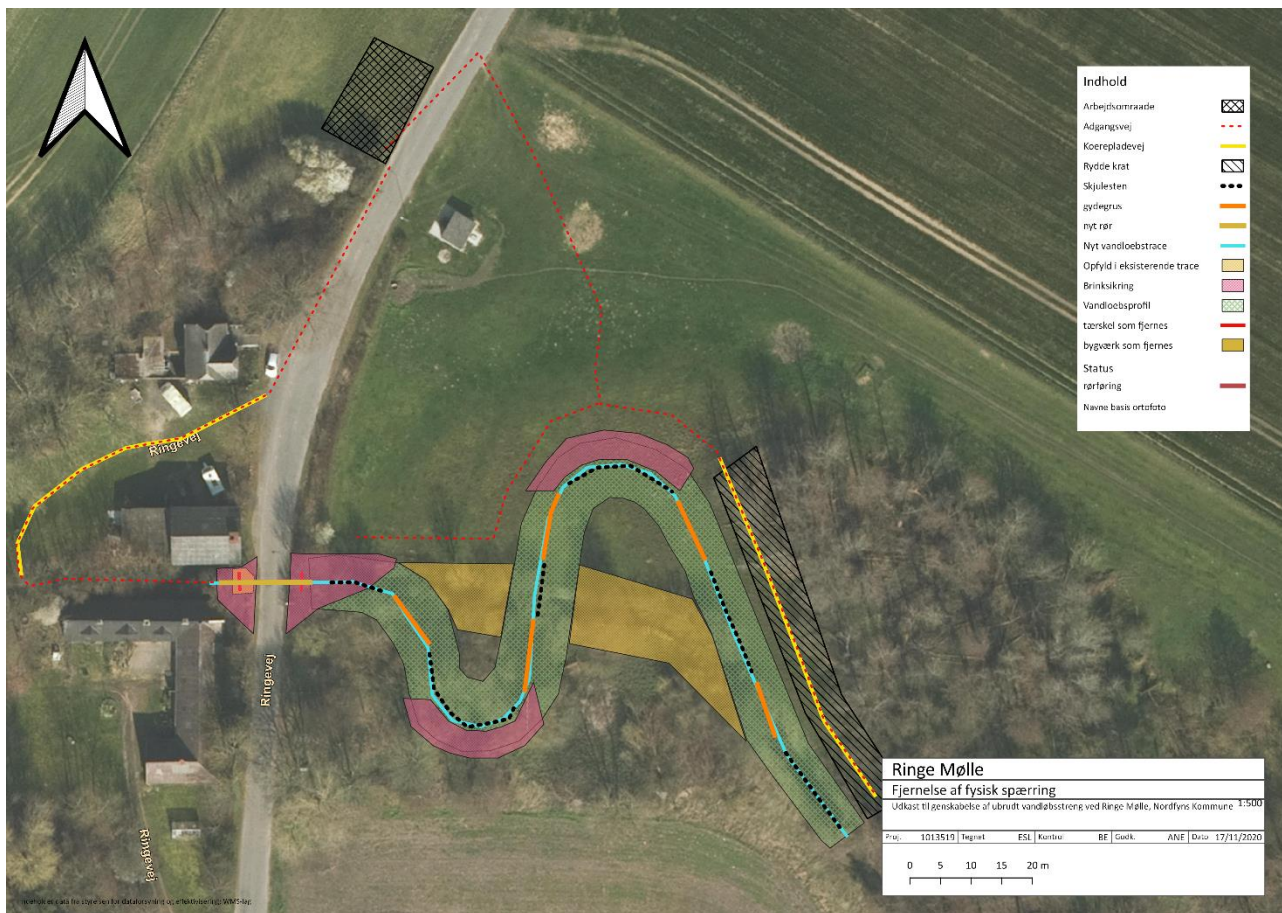 Indhold
Arbejdsomraade
Adgangsvej
Koerepladevej
Rydde krat
Skjulesten
gydegrus
nyt rør
Nyt vandloebstrace
Opfyld i eksisterende trace
Brinksikring
Vandloebsprofil
tærskel som fjernes
bygværk som fjernes
Status
rørføring
Navne basis ortofoto
Ringevej
Ringevej
Ringevej
Ringe Mølle
Fjernelse af fysisk spærring
Udkast til genskabelse af ubrudt vandløbsstreng ved Ringe Mølle, Nordfyns Kommune 1:500
Proj. 1013519 Tegnet ESL Kontrol BE Godk. ANE Dato 17/11/2020
0 5 10 15 20 m